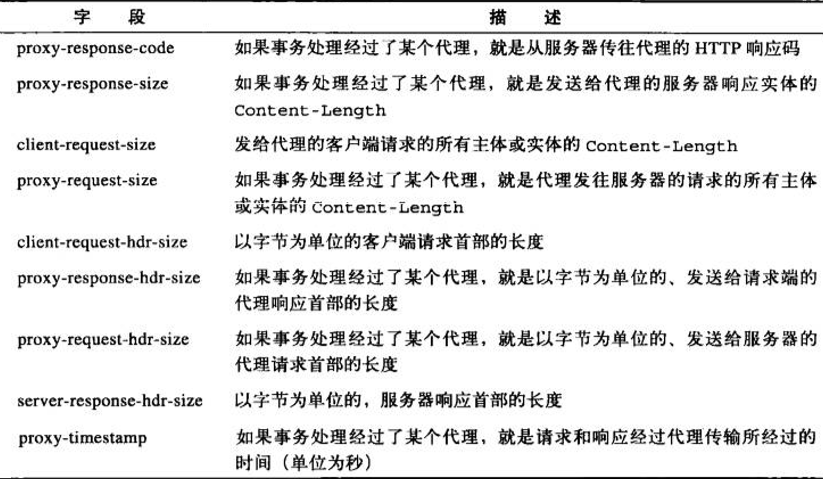 字 段 描 述
proxy-response-code 如果事务处理经过了某个代理，就是从服务器传往代理的 HTTP 响应码
proxy-response-size 如果事务处理经过了某个代理，就是发送给代理的服务器响应实体的
Content-Length
client-request-size 发给代理的客户端请求的所有主体或实体的 Content-Length
proxy-request-size 如果事务处理经过了某个代理，就是代理发往服务器的请求的所有主体
或实体的 Content-Length
client-request-hdr-size 以字节为单位的客户端请求首部的长度
proxy-response-hdr-size 如果事务处理经过了某个代理，就是以字节为单位的、发送给请求端的
代理响应首部的长度
proxy-request-hdr-size 如果事务处理经过了某个代理，就是以字节为单位的、发送给服务器的
代理请求首部的长度
server-response-hdr-size 以字节为单位的，服务器响应首部的长度
proxy-timestamp 如果事务处理经过了某个代理，就是请求和响应经过代理传输所经过的
时间（单位为秒）